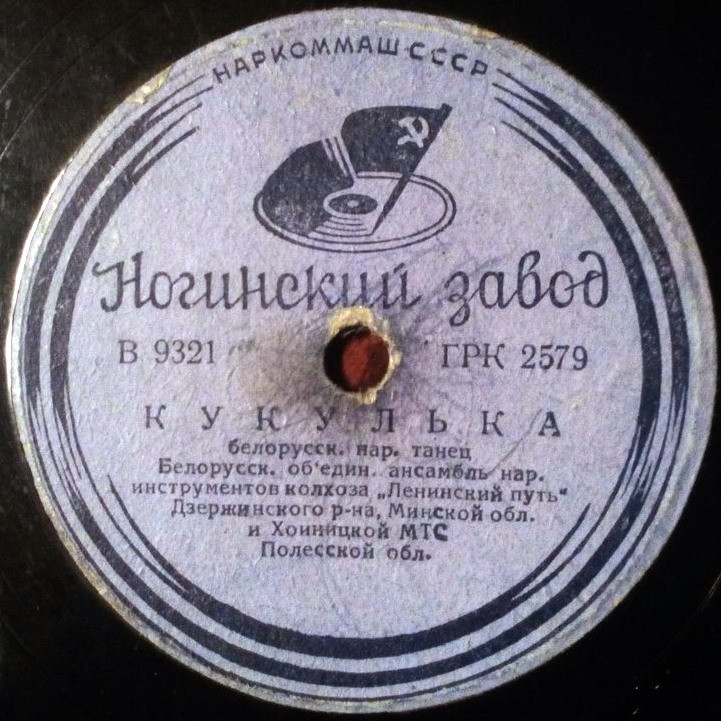 НАРКОММАШ СССР
Ногинский завод
В 9321 ГРК 2579
КУКУЛЬКА
белорусск. нар. танец
Белорусск. об'един. ансамбль нар.
инструментов колхоза „Ленинский путь“
Дзержинского р-на, Минской обл.
и Хоиницкой МТС
Полесской обл.